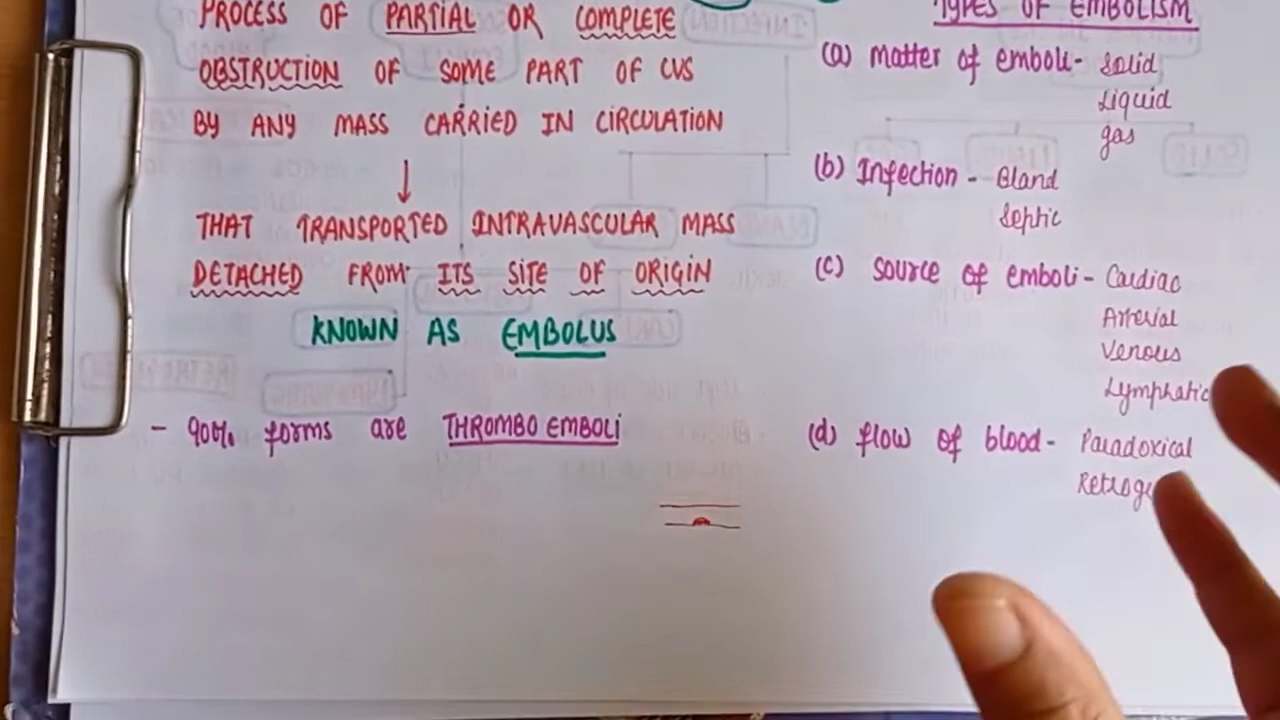 PROCESS OF PARTIAL OR COMPLETE
OBSTRUCTION OF SOME PART OF CVS
BY ANY MASS CARRIED IN CIRCULATION
THAT TRANSPORTED INTRAVASCULAR MASS
DETACHED FROM ITS SITE OF ORIGIN
KNOWN AS EMBOLUS
- 90% forms are THROMBO EMBOLI
TYPES OF EMBOLISM
(a) matter of emboli- Solid
Liquid
gas
(b) Infection - Bland
Septic
(c) source of emboli- Cardiac
Arterial
Venous
Lymphatic
(d) flow of blood- Paradoxical